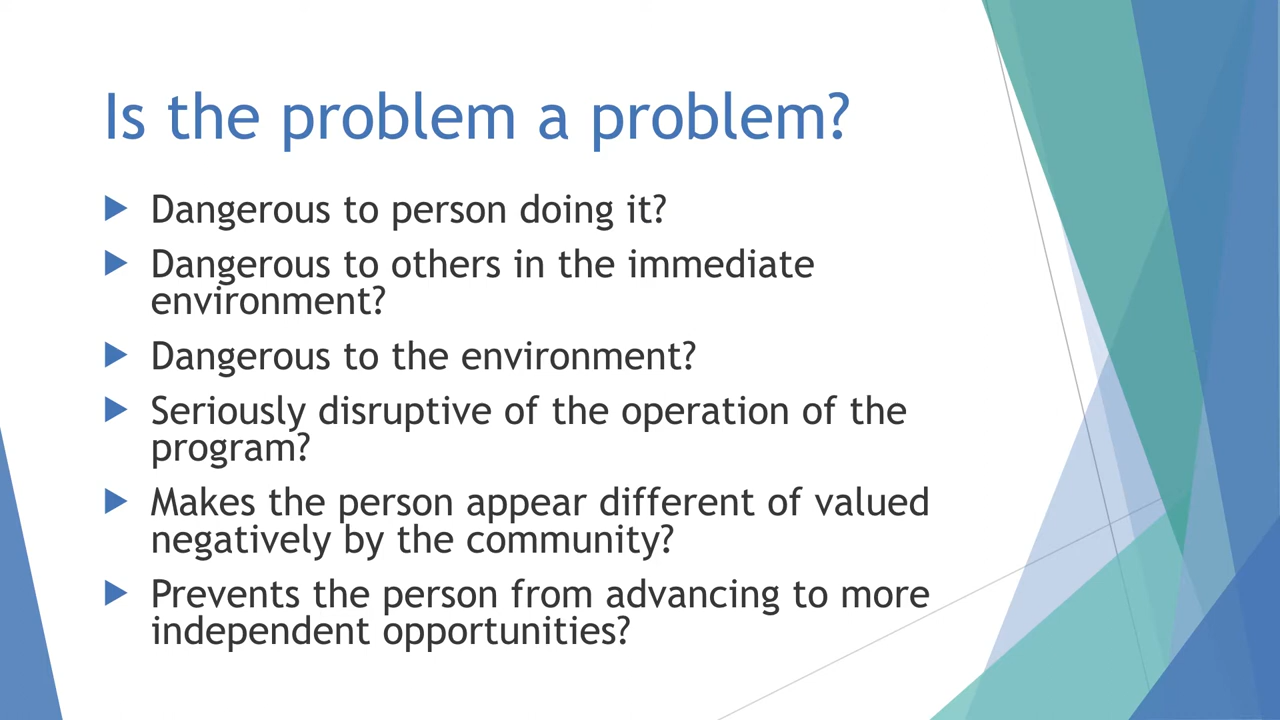 Is the problem a problem?
Dangerous to person doing it?
Dangerous to others in the immediate
environment?
Dangerous to the environment?
Seriously disruptive of the operation of the
program?
Makes the person appear different of valued
negatively by the community?
Prevents the person from advancing to more
independent opportunities?